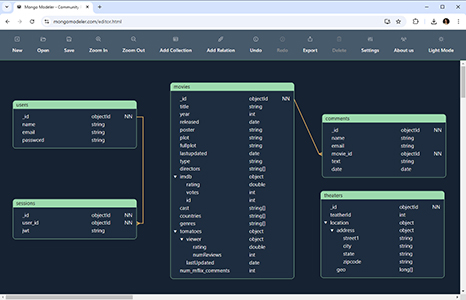 Mongo Modeler - Community
mongomodeler.com/editor.html
New Open Save Zoom In Zoom Out Add Collection Add Relation Undo Redo Export Delete Settings About us Light Mode
users
_id objectId NN
name string
email string
password string
sessions
_id objectId NN
user_id objectId NN
jwt string
movies
_id objectId NN
title string
year int
released date
poster string
plot string
fullplot string
lastupdated date
type string
directors string[]
imdb object
rating double
votes int
id int
cast string[]
countries string[]
genres string[]
tomatoes object
viewer object
rating double
numReviews int
lastUpdated date
num_mflix_comments int
comments
_id objectId NN
name string
email string
movie_id objectId NN
text string
date date
theaters
_id objectId NN
teatherId int
location object
address object
street1 string
city string
state string
zipcode string
geo long[]